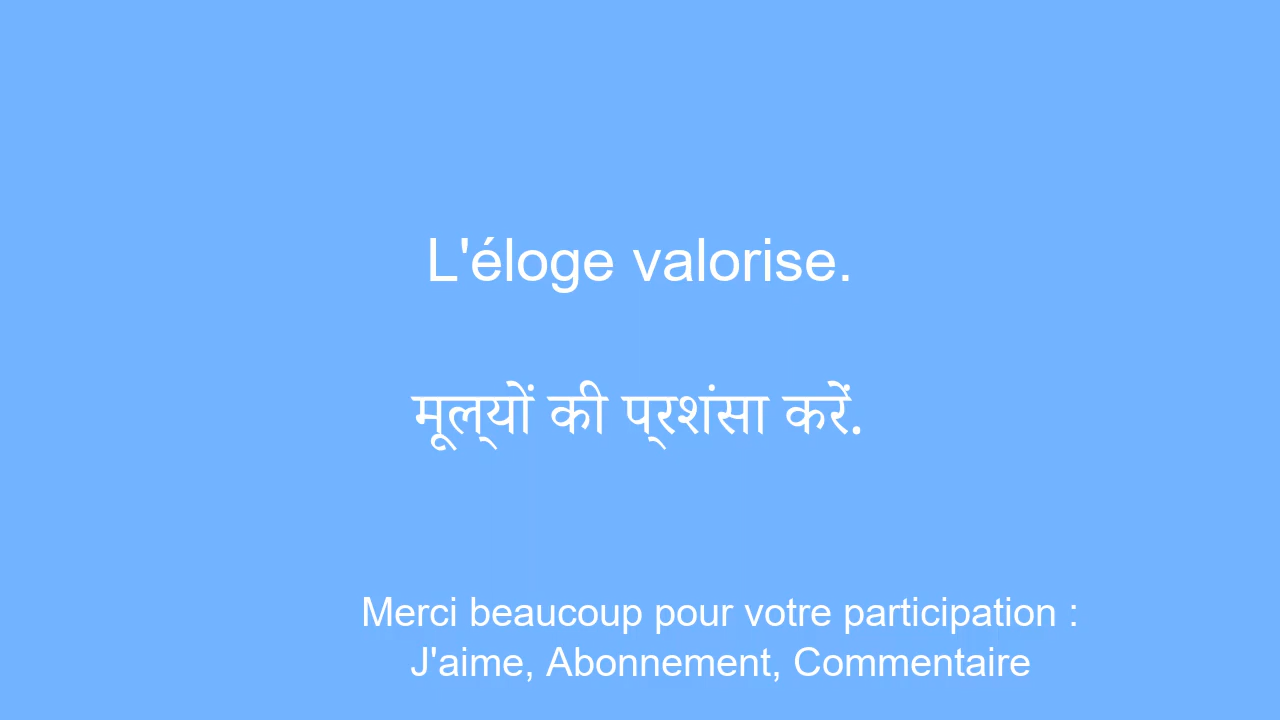 L'éloge valorise.
मूल्यों की प्रशंसा करें.
Merci beaucoup pour votre participation :
J'aime, Abonnement, Commentaire